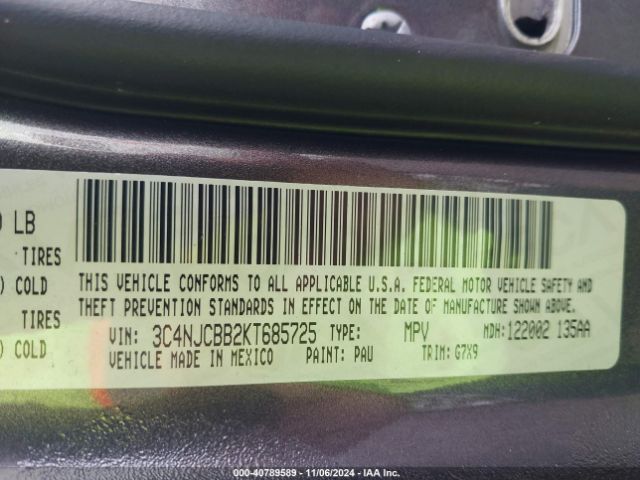 LB
TIRES
COLD
TIRES
COLD
THIS VEHICLE CONFORMS TO ALL APPLICABLE U.S.A. FEDERAL MOTOR VEHICLE SAFETY AND
THEFT PREVENTION STANDARDS IN EFFECT ON THE DATE OF MANUFACTURE SHOWN ABOVE.
VIN: 3C4NJCBB2KT685725 TYPE: MPV MDH: 122002 135AA
VEHICLE MADE IN MEXICO PAINT: PAU TRIM: G7X9
000-40789589 - 11/06/2024 - IAA Inc.